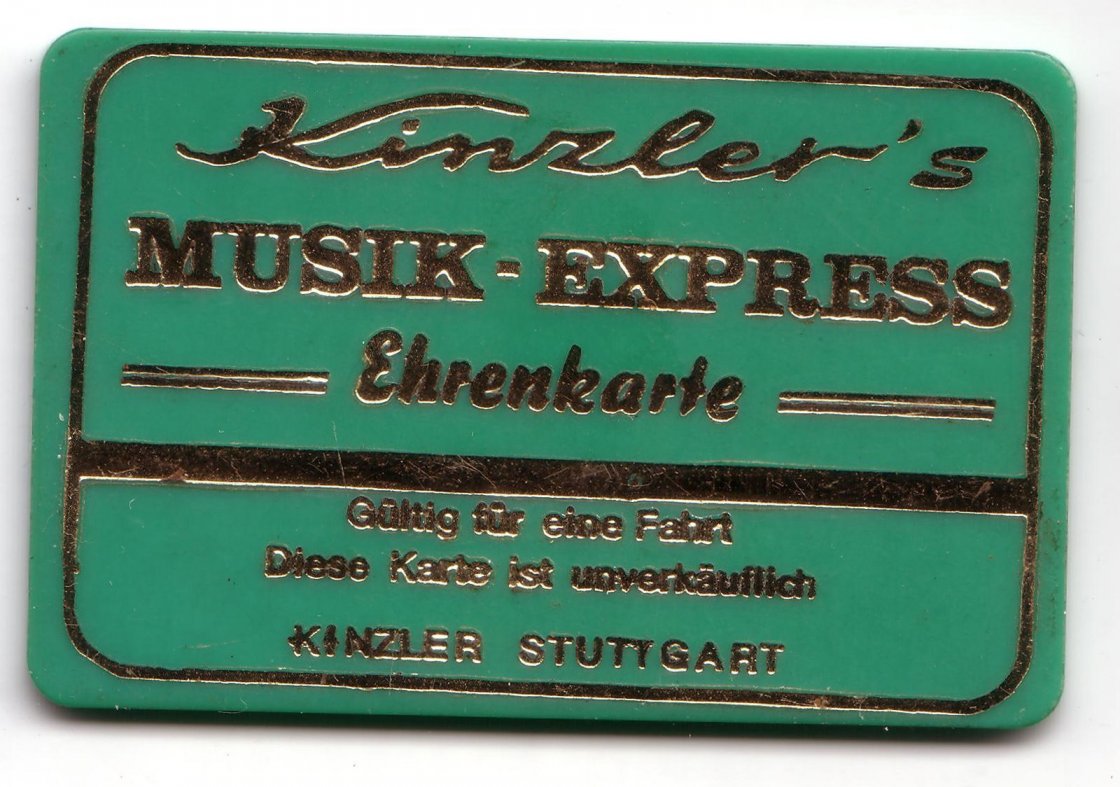 Kinzler's
MUSIK-EXPRESS
Ehrenkarte
Gültig für eine Fahrt
Diese Karte ist unverkäuflich
KINZLER STUTTGART